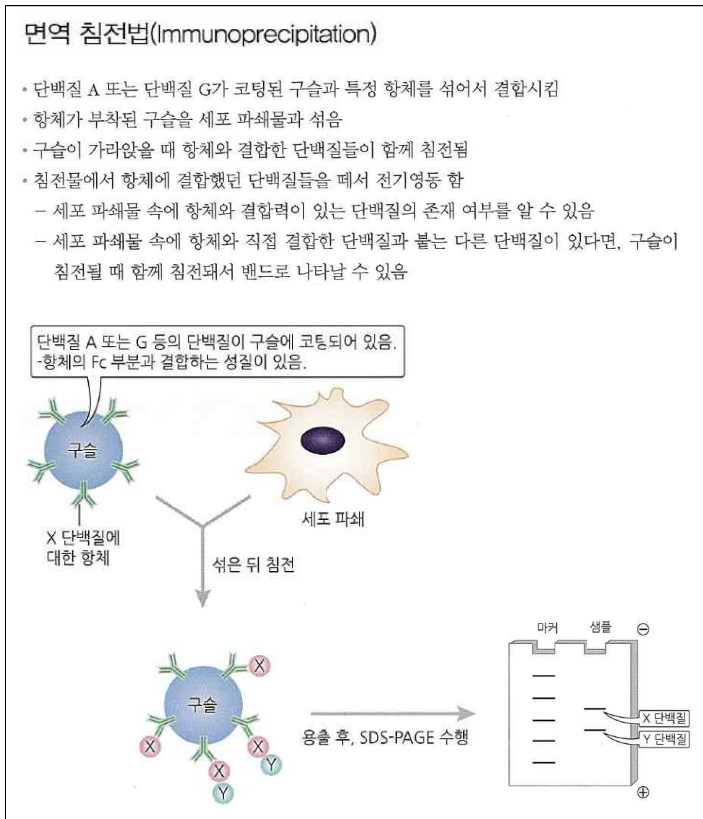 면역 침전법(Immunoprecipitation)
• 단백질 A 또는 단백질 G가 코팅된 구슬과 특정 항체를 섞어서 결합시킴
• 항체가 부착된 구슬을 세포 파쇄물과 섞음
• 구슬이 가라앉을 때 항체와 결합한 단백질들이 함께 침전됨
• 침전물에서 항체에 결합했던 단백질들을 떼서 전기영동 함
– 세포 파쇄물 속에 항체와 결합력이 있는 단백질의 존재 여부를 알 수 있음
– 세포 파쇄물 속에 항체와 직접 결합한 단백질과 붙는 다른 단백질이 있다면, 구슬이
침전될 때 함께 침전돼서 밴드로 나타날 수 있음
단백질 A 또는 G 등의 단백질이 구슬에 코팅되어 있음.
-항체의 Fc 부분과 결합하는 성질이 있음.
구슬
X 단백질에
대한 항체
세포 파쇄
섞은 뒤 침전
구슬
X
X
X
X
Y
Y
용출 후, SDS-PAGE 수행
마커
샘플
⊖
X 단백질
Y 단백질
⊕